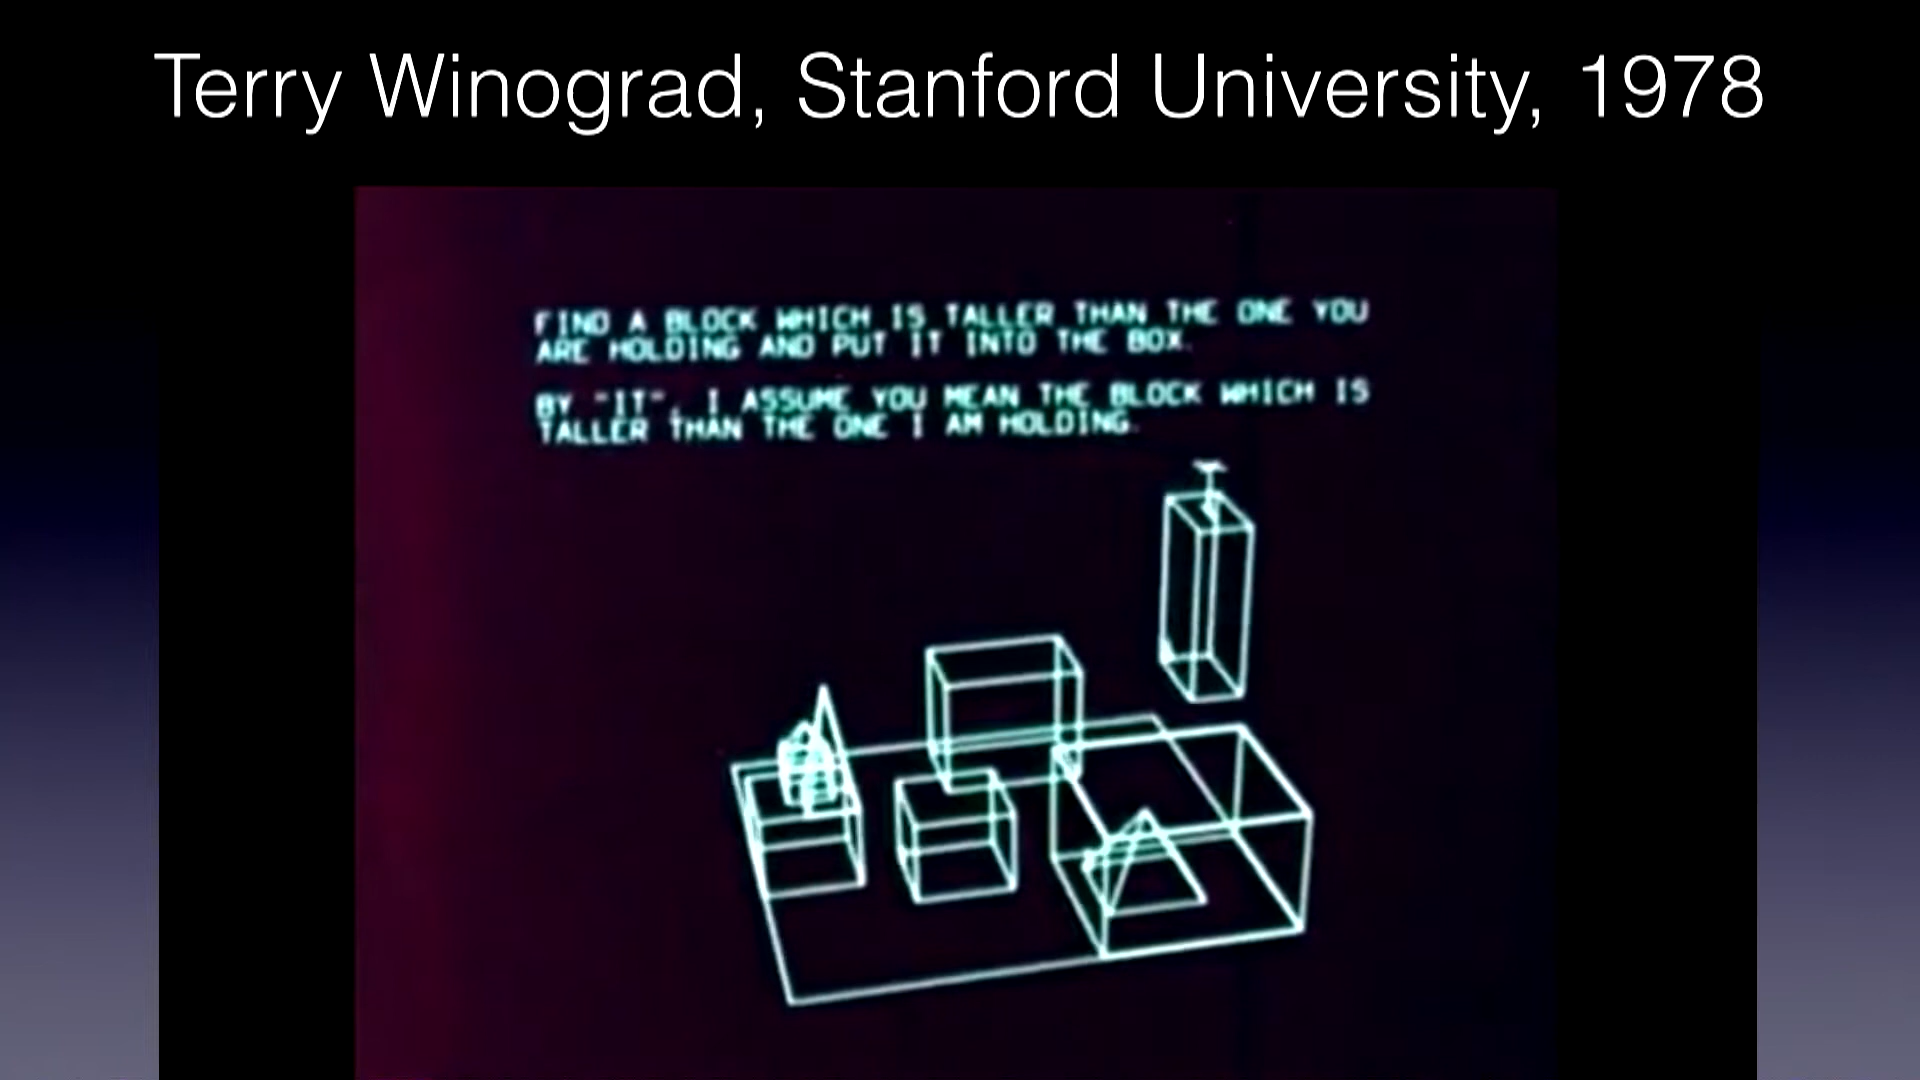 Terry Winograd, Stanford University, 1978
FIND A BLOCK WHICH IS TALLER THAN THE ONE YOU
ARE HOLDING AND PUT IT INTO THE BOX.
BY "IT", I ASSUME YOU MEAN THE BLOCK WHICH IS
TALLER THAN THE ONE I AM HOLDING.